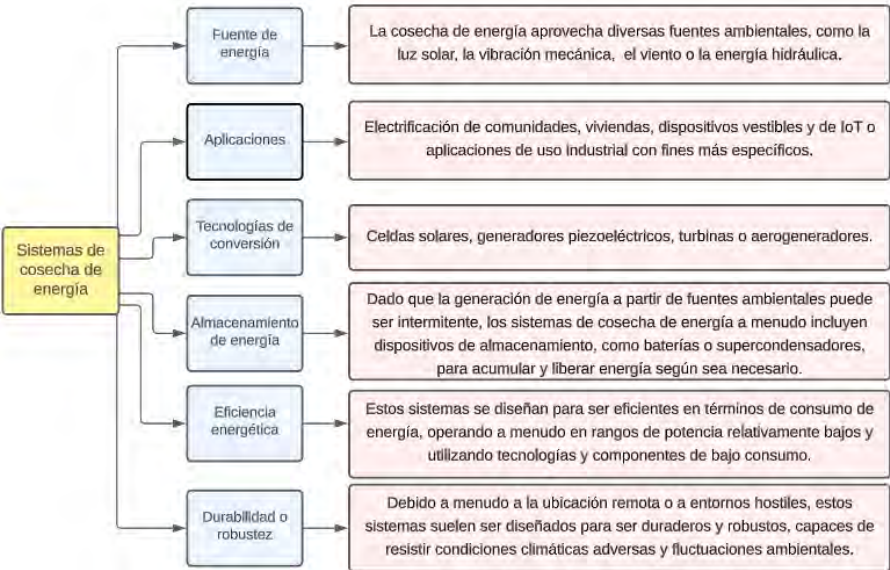 Sistemas de
cosecha de
energía
Fuente de
energía
La cosecha de energía aprovecha diversas fuentes ambientales, como la
luz solar, la vibración mecánica, el viento o la energía hidráulica.
Aplicaciones
Electrificación de comunidades, viviendas, dispositivos vestibles y de IoT o
aplicaciones de uso industrial con fines más específicos.
Tecnologías de
conversión
Celdas solares, generadores piezoeléctricos, turbinas o aerogeneradores.
Almacenamiento
de energía
Dado que la generación de energía a partir de fuentes ambientales puede
ser intermitente, los sistemas de cosecha de energía a menudo incluyen
dispositivos de almacenamiento, como baterías o supercondensadores,
para acumular y liberar energía según sea necesario.
Eficiencia
energética
Estos sistemas se diseñan para ser eficientes en términos de consumo de
energía, operando a menudo en rangos de potencia relativamente bajos y
utilizando tecnologías y componentes de bajo consumo.
Durabilidad o
robustez
Debido a menudo a la ubicación remota o a entornos hostiles, estos
sistemas suelen ser diseñados para ser duraderos y robustos, capaces de
resistir condiciones climáticas adversas y fluctuaciones ambientales.